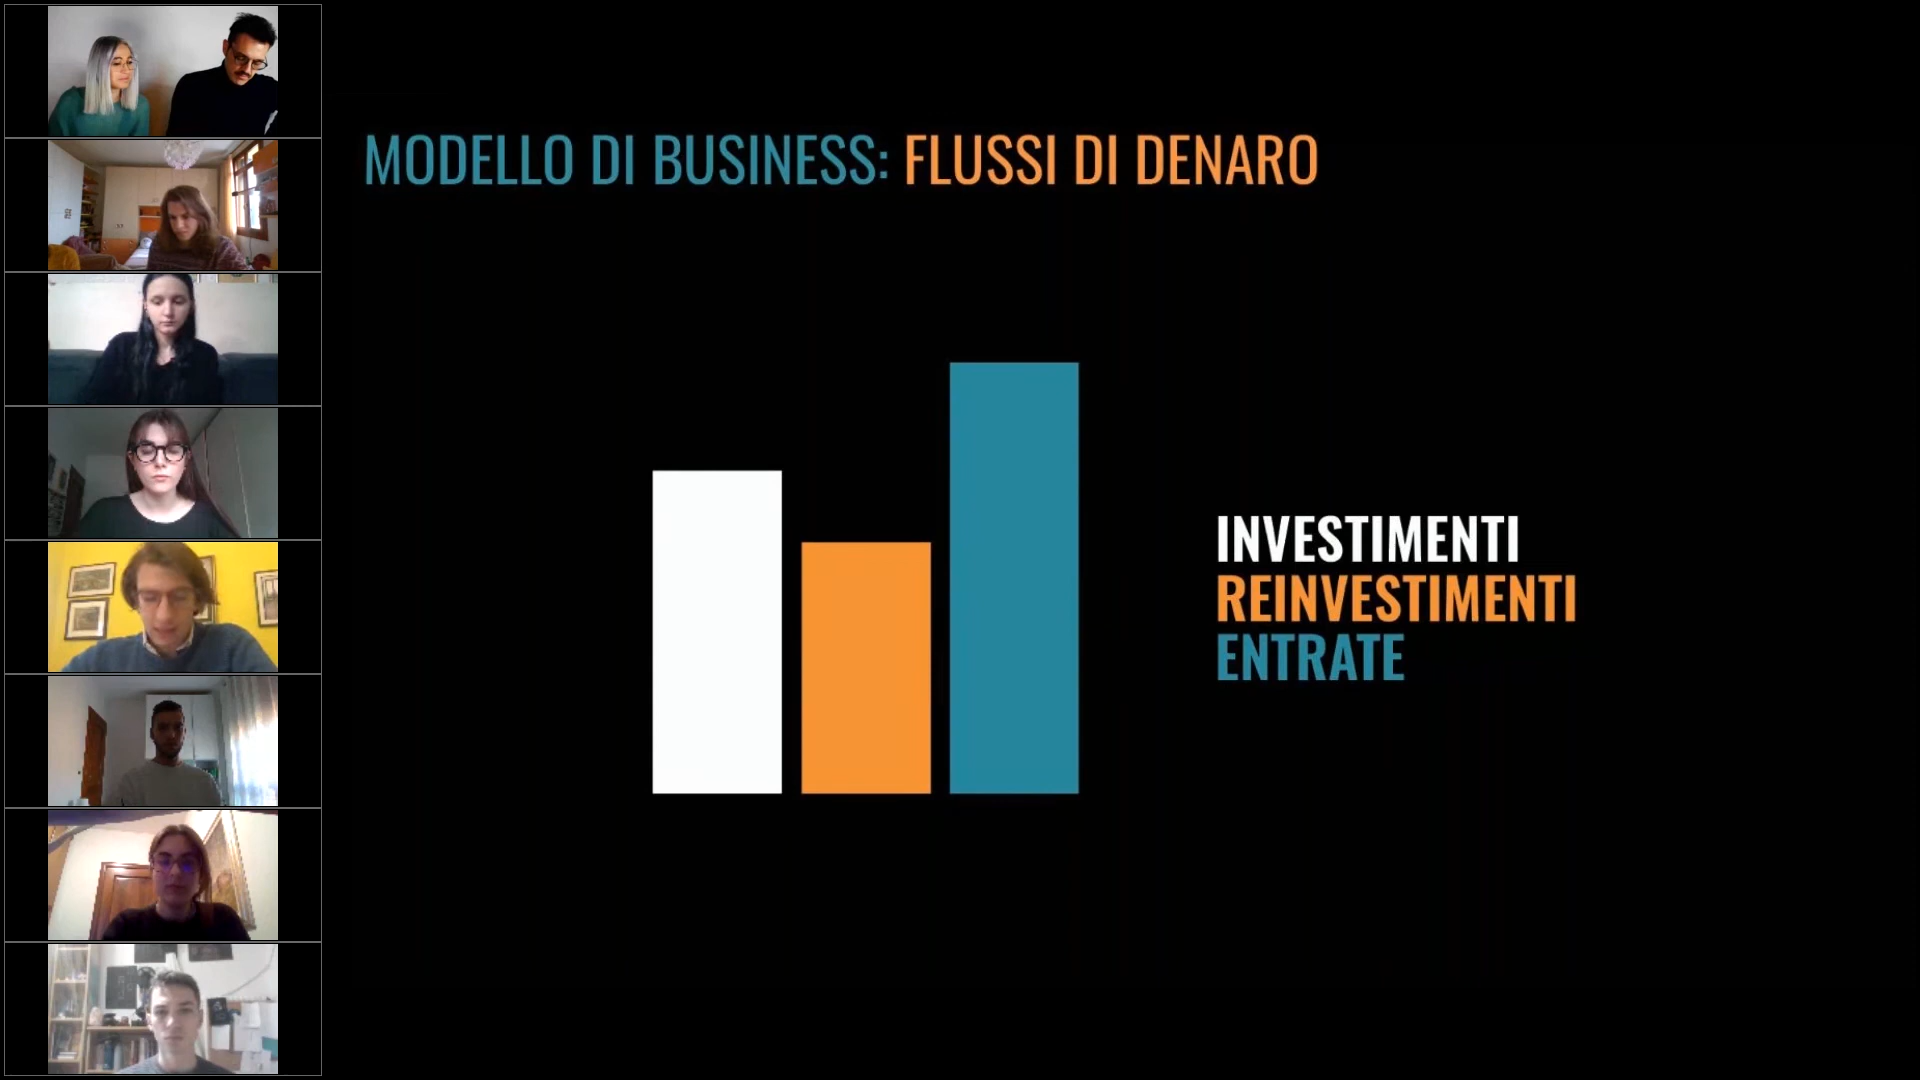 MODELLO DI BUSINESS: FLUSSI DI DENARO
INVESTIMENTI
REINVESTIMENTI
ENTRATE